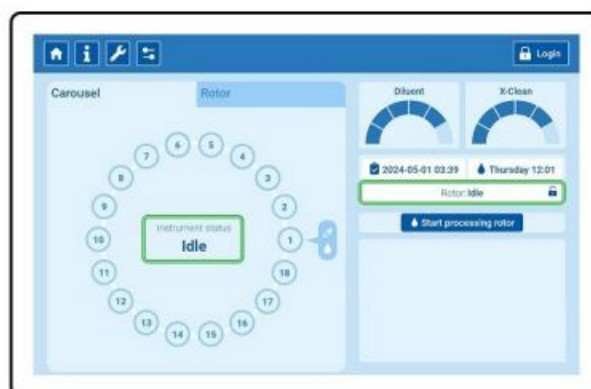 Login
Carousel
Rotor
Diluent
X-Clean
2024-05-01 03:39
Thursday 12:01
Rotor: Idle
Start processing rotor
Instrument status
Idle
1
2
3
4
5
6
7
8
9
10
11
12
13
14
15
16
17
18